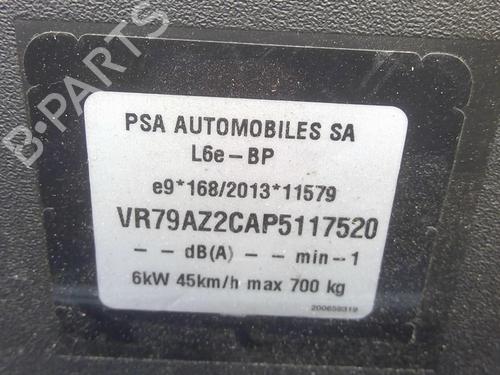 B-PARTS
PSA AUTOMOBILES SA
L6e-BP
e9*168/2013*11579
VR79AZ2CAP5117520
-- dB(A) -- min-1
6kW 45km/h max 700 kg
200659319